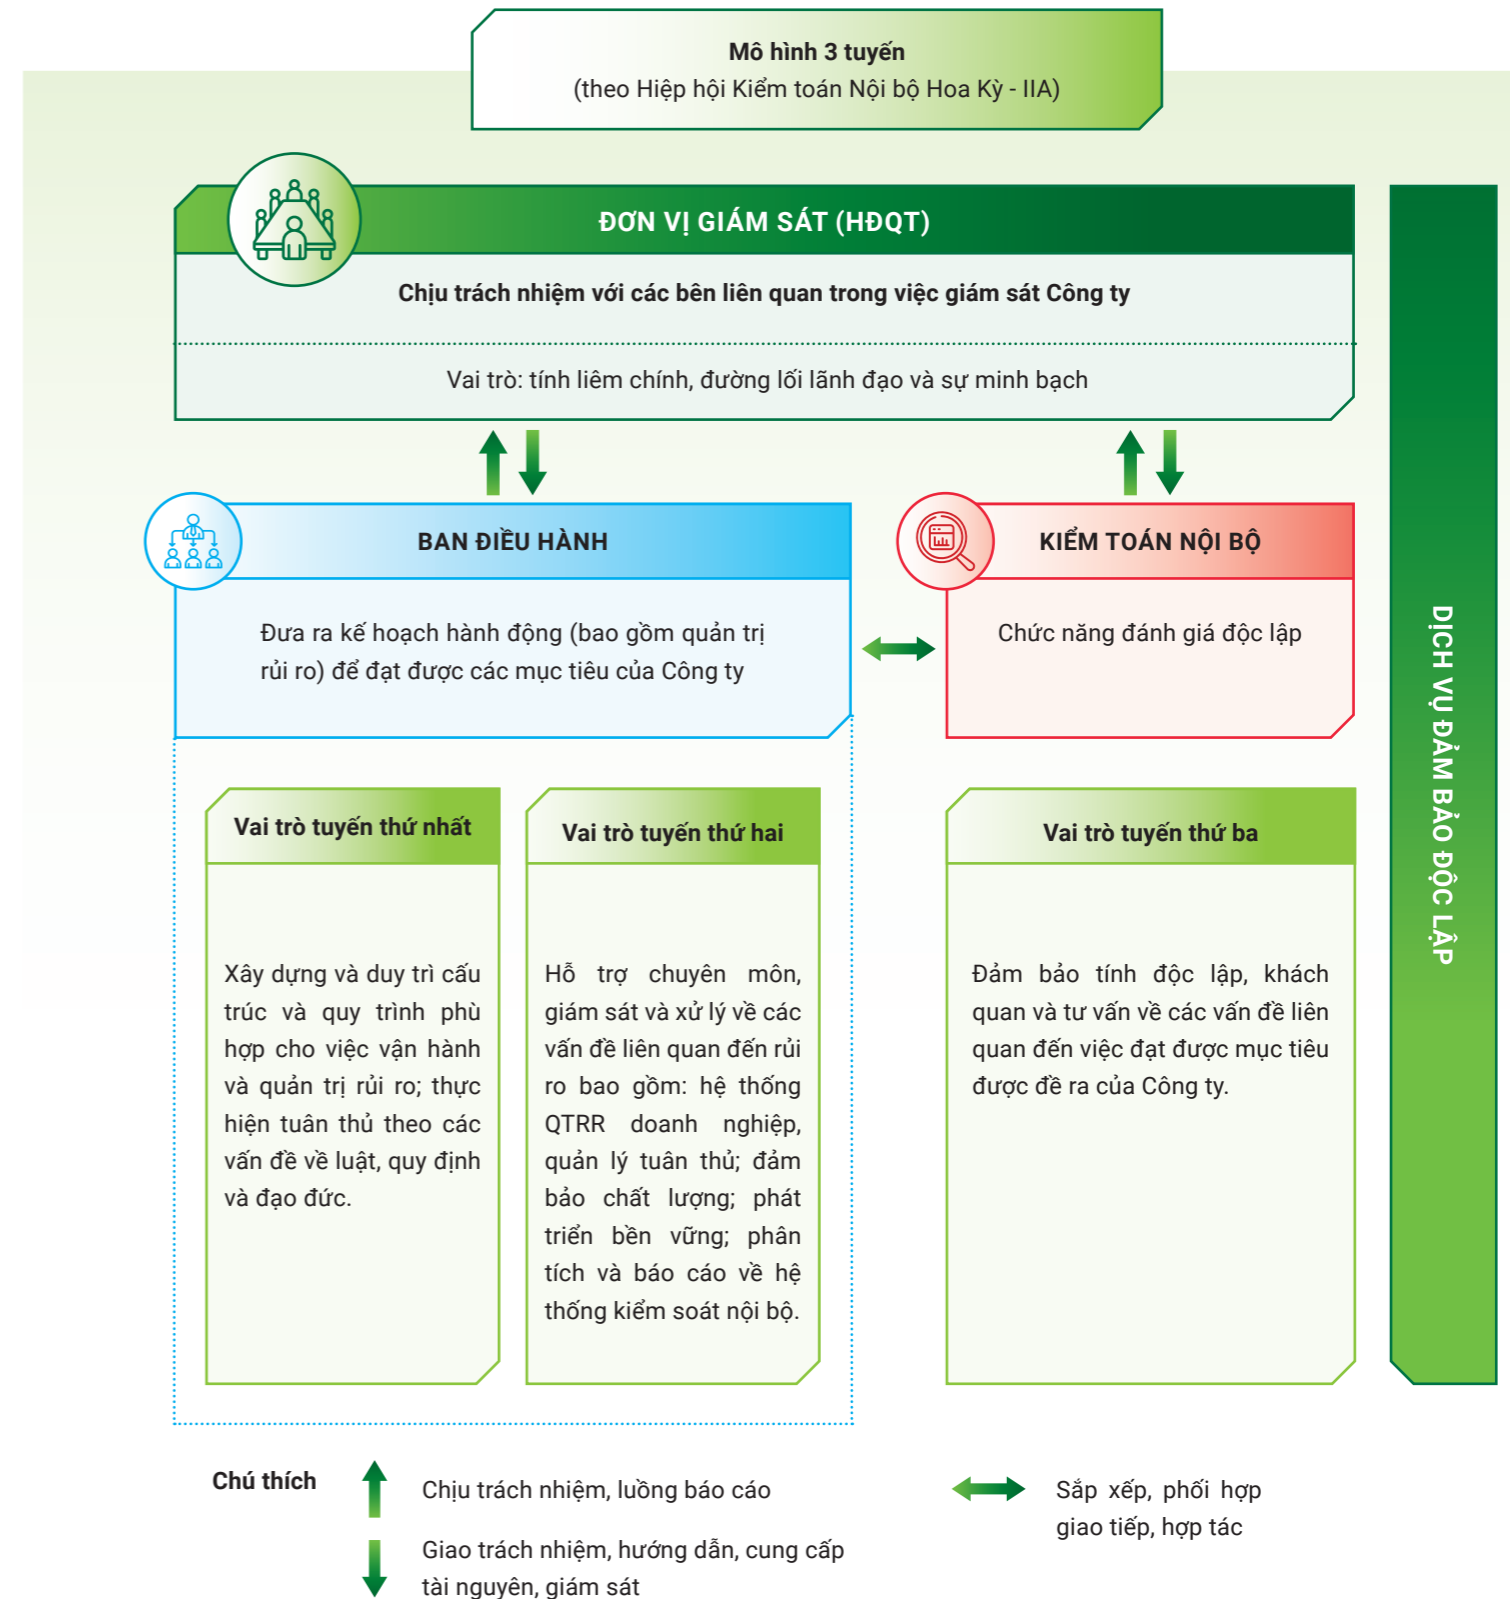 Mô hình 3 tuyến
(theo Hiệp hội Kiểm toán Nội bộ Hoa Kỳ - IIA)
ĐƠN VỊ GIÁM SÁT (HĐQT)
Chịu trách nhiệm với các bên liên quan trong việc giám sát Công ty
Vai trò: tính liêm chính, đường lối lãnh đạo và sự minh bạch
BAN ĐIỀU HÀNH
Đưa ra kế hoạch hành động (bao gồm quản trị
rủi ro) để đạt được các mục tiêu của Công ty
KIỂM TOÁN NỘI BỘ
Chức năng đánh giá độc lập
Vai trò tuyến thứ nhất
Xây dựng và duy trì cấu
trúc và quy trình phù
hợp cho việc vận hành
và quản trị rủi ro; thực
hiện tuân thủ theo các
vấn đề về luật, quy định
và đạo đức.
Vai trò tuyến thứ hai
Hỗ trợ chuyên môn,
giám sát và xử lý về các
vấn đề liên quan đến rủi
ro bao gồm: hệ thống
QTRR doanh nghiệp,
quản lý tuân thủ; đảm
bảo chất lượng; phát
triển bền vững; phân
tích và báo cáo về hệ
thống kiểm soát nội bộ.
Vai trò tuyến thứ ba
Đảm bảo tính độc lập, khách
quan và tư vấn về các vấn đề liên
quan đến việc đạt được mục tiêu
được đề ra của Công ty.
DỊCH VỤ ĐẢM BẢO ĐỘC LẬP
Chú thích
Chịu trách nhiệm, luồng báo cáo
Giao trách nhiệm, hướng dẫn, cung cấp
tài nguyên, giám sát
Sắp xếp, phối hợp
giao tiếp, hợp tác